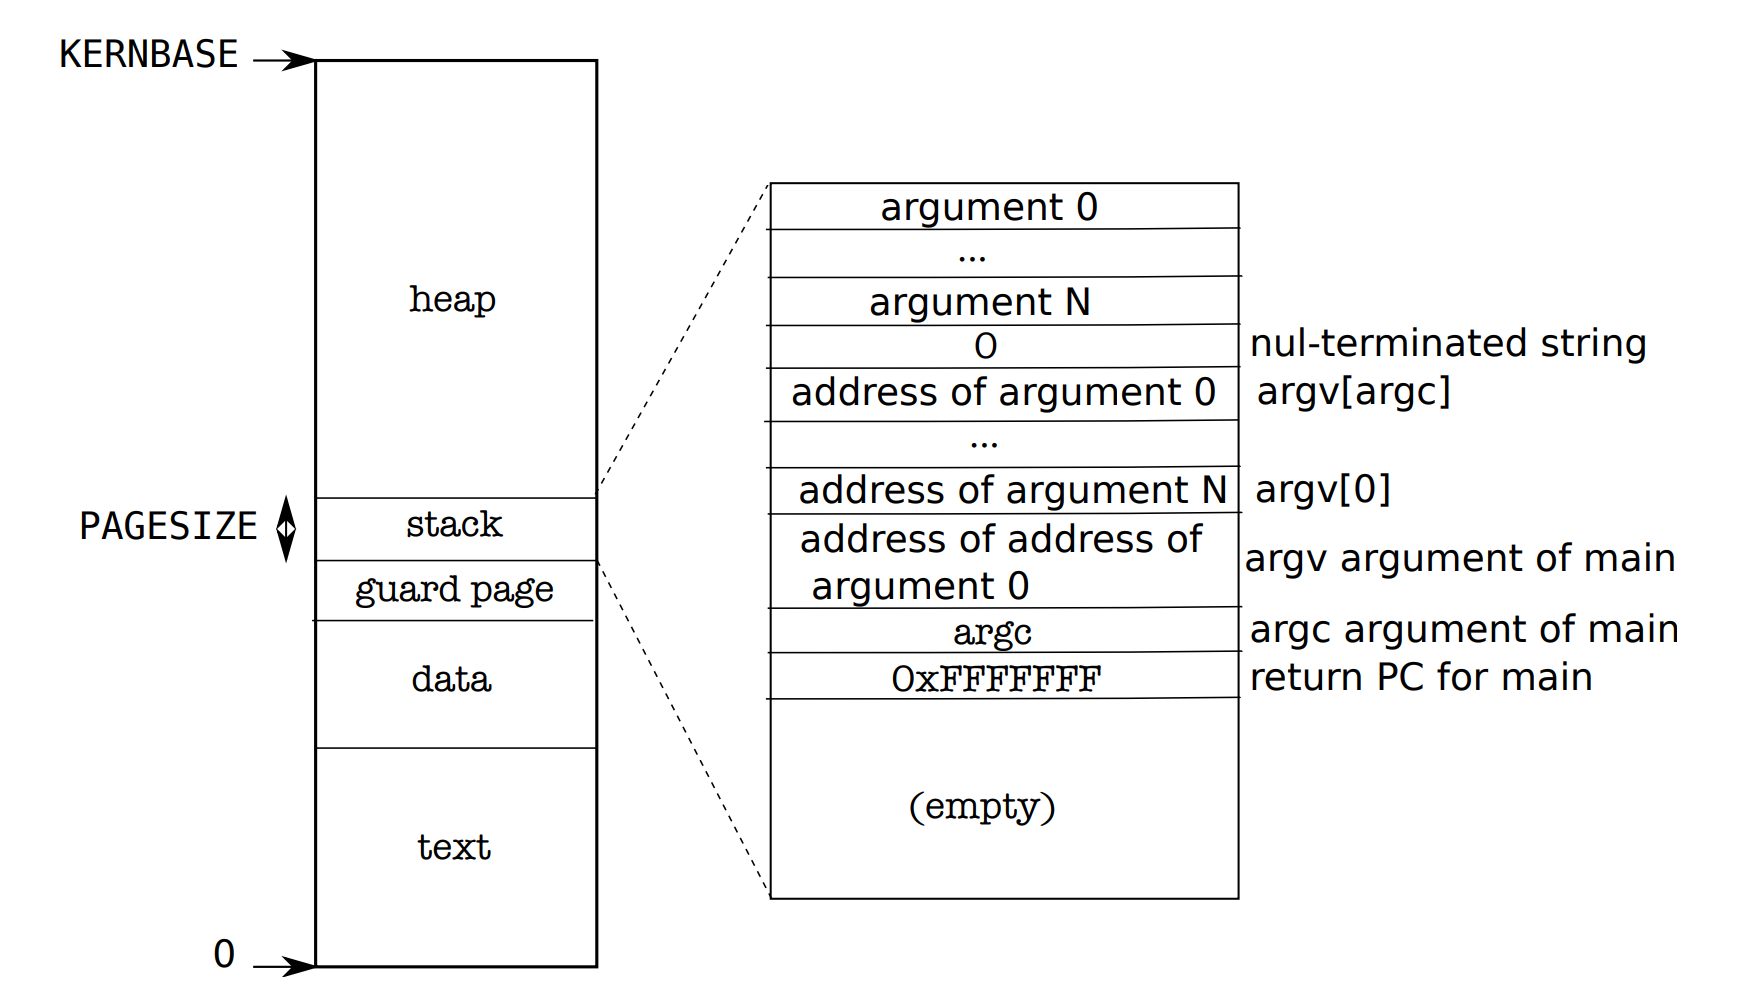 KERNBASE
heap
PAGESIZE
stack
guard page
data
text
0
argument 0
...
argument N
0
nul-terminated string
address of argument 0
argv[argc]
...
address of argument N
argv[0]
address of address of
argument 0
argv argument of main
argc
argc argument of main
0xFFFFFFF
return PC for main
(empty)